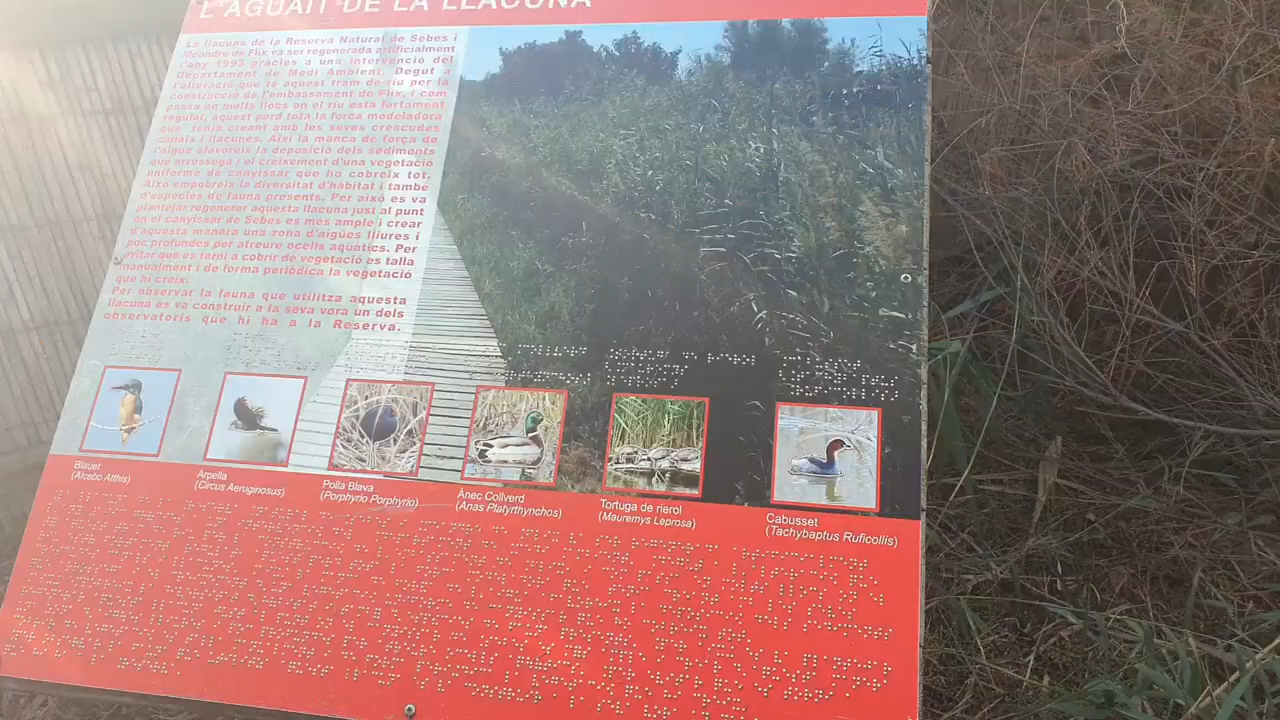 L'AGUAIT DE LA LLACUNA
La llacuna de la Reserva Natural de Sebes i
Meandre de Flix va ser regenerada artificialment
l'any 1993 gràcies a una intervenció del
Departament de Medi Ambient. Degut a
l'alteració que té aquest tram de riu per la
construcció de l'embassament de Flix, i com
passa en molts llocs on el riu esta fortament
regulat, aquest perd tota la força modeladora
que tenia creant amb les seves crescudes
canals i llacunes. Així la manca de força de
l'aigua afavoreix la deposició dels sediments
que arrossega i el creixement d'una vegetació
uniforme de canyissar que ho cobreix tot.
Això empobreix la diversitat d'hàbitat i també
d'espècies de fauna presents. Per això es va
plantejar regenerar aquesta llacuna just al punt
on el canyissar de Sebes es més ample i crear
d'aquesta manera una zona d'aigües lliures i
poc profundes per atreure ocells aquàtics. Per
evitar que es torni a cobrir de vegetació es talla
manualment i de forma periòdica la vegetació
que hi creix.
Per observar la fauna que utilitza aquesta
llacuna es va construir a la seva vora un dels
observatoris que hi ha a la Reserva.
Blauet
(Alcebo Atthis)
Arpella
(Circus Aeruginosus)
Polla Blava
(Porphyrio Porphyrio)
Ànec Collverd
(Anas Platyrthynchos)
Tortuga de rierol
(Mauremys Leprosa)
Cabusset
(Tachybaptus Ruficollis)